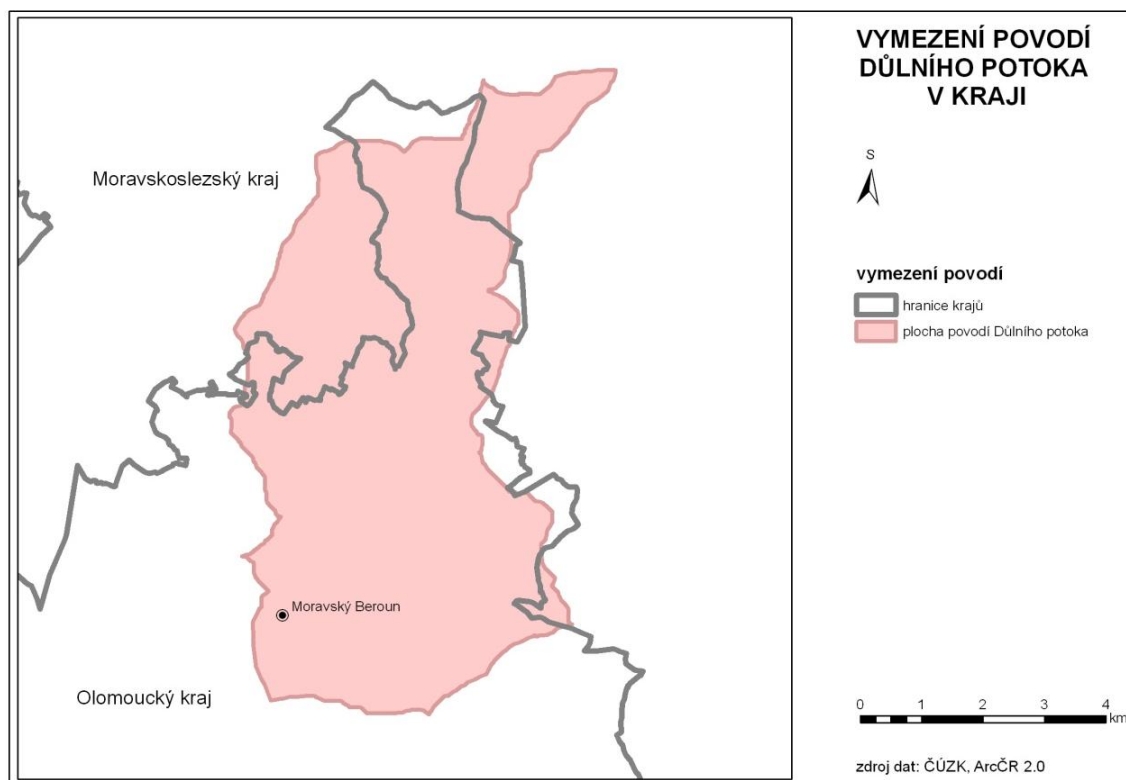 VYMEZENÍ POVODÍ
DŮLNÍHO POTOKA
V KRAJI
S
Moravskoslezský kraj
vymezení povodí
hranice krajů
plocha povodí Důlního potoka
Moravský Beroun
Olomoucký kraj
0 1 2 3 4
km
zdroj dat: ČÚZK, ArcČR 2.0